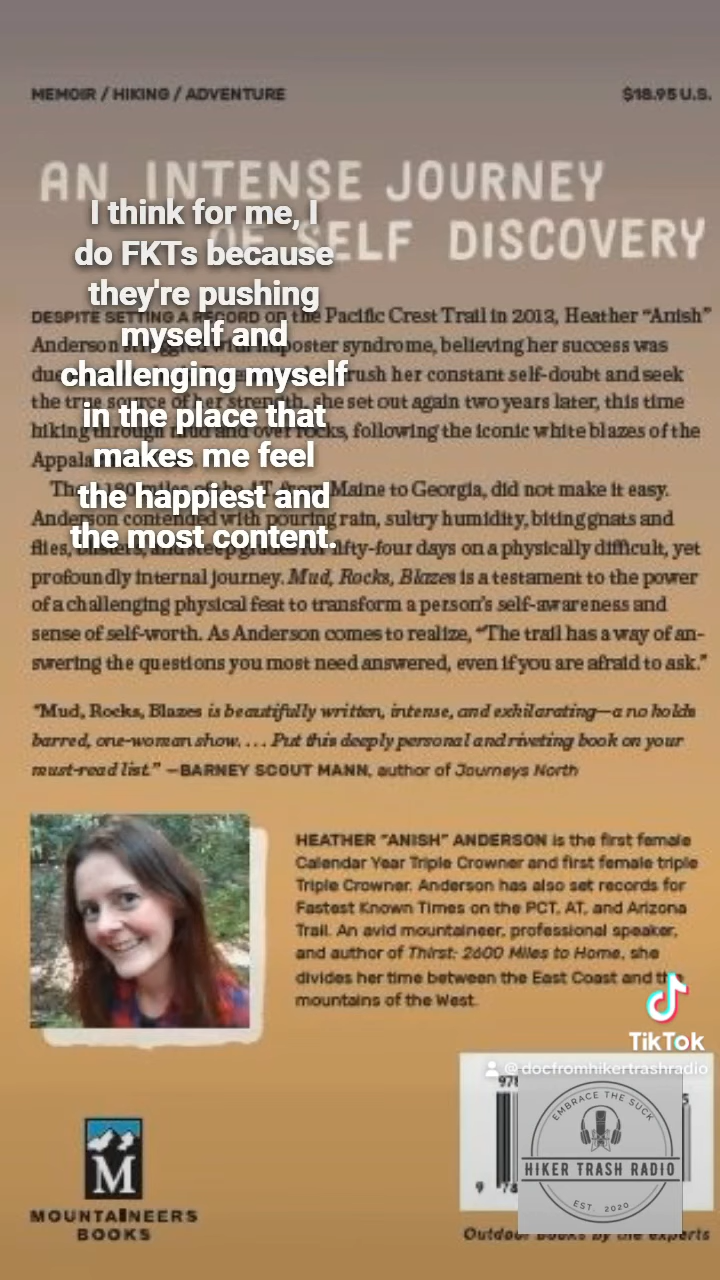 MEMOIR / HIKING / ADVENTURE
$18.95 U.S.
AN INTENSE JOURNEY
OF SELF DISCOVERY
I think for me, I
do FKTs because
they're pushing
myself and
challenging myself
in the place that
makes me feel
the happiest and
the most content.
DESPITE SETTING A RECORD on the Pacific Crest Trail in 2013, Heather “Anish”
Anderson poster syndrome, believing her success was
rush her constant self-doubt and seek
the true source of her strength, she set out again two years later, this time
hiking through mud and over rocks, following the iconic white blazes of the
Maine to Georgia, did not make it easy.
Anderson contended with pouring rain, sultry humidity, biting gnats and
flies, fifty-four days on a physically difficult, yet
profoundly internal journey. Mud, Rocks, Blazes is a testament to the power
of a challenging physical feat to transform a person’s self-awareness and
sense of self-worth. As Anderson comes to realize, “The trail has a way of an-
swering the questions you most need answered, even if you are afraid to ask.”
“Mud, Rocks, Blazes is beautifully written, intense, and exhilarating—a no holds
barred, one-woman show. . . . Put this deeply personal and riveting book on your
must-read list.” —BARNEY SCOUT MANN, author of Journeys North
HEATHER “ANISH” ANDERSON is the first female
Calendar Year Triple Crowner and first female triple
Triple Crowner. Anderson has also set records for
Fastest Known Times on the PCT, AT, and Arizona
Trail. An avid mountaineer, professional speaker,
and author of Thirst: 2600 Miles to Home, she
divides her time between the East Coast and the
mountains of the West.
TikTok
@docfromhikertrashradio
EMBRACE THE SUCK
HIKER TRASH RADIO
EST. 2020
M
MOUNTAINEERS
BOOKS
Outdoor Books by the experts